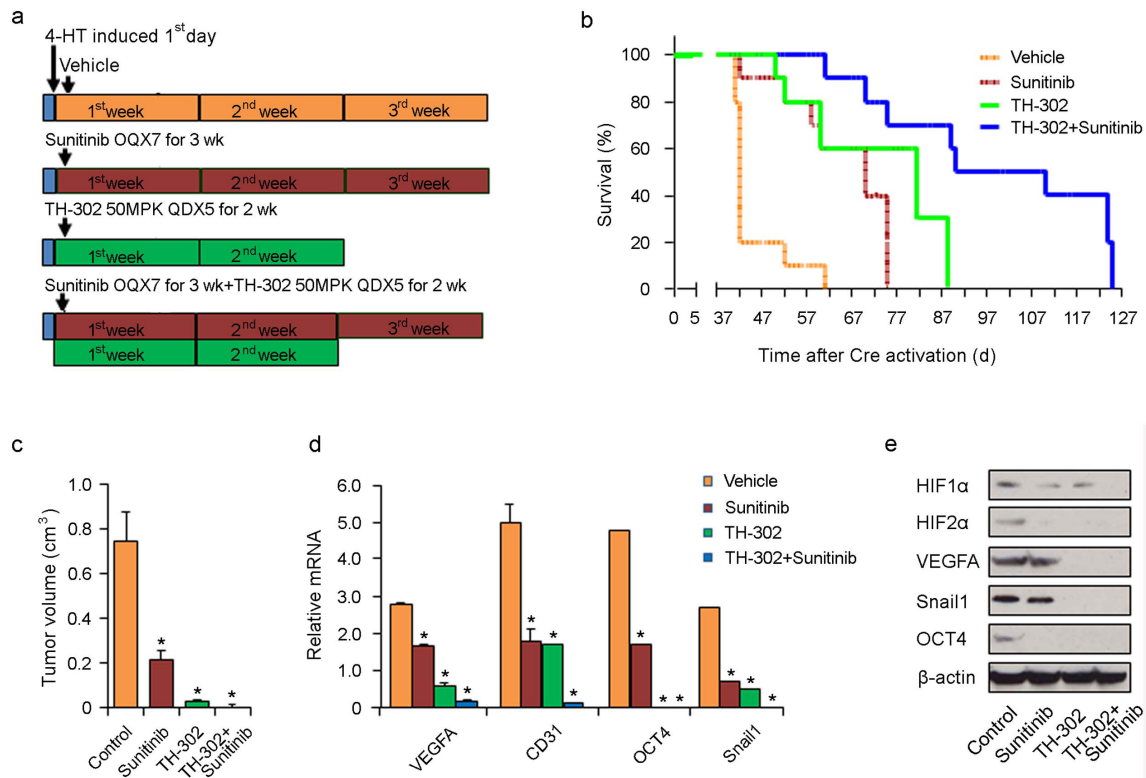 a
4-HT induced 1st day
Vehicle
1st week 2nd week 3rd week
Sunitinib OQX7 for 3 wk
1st week 2nd week 3rd week
TH-302 50MPK QDX5 for 2 wk
1st week 2nd week
Sunitinib OQX7 for 3 wk+TH-302 50MPK QDX5 for 2 wk
1st week 2nd week 3rd week
1st week 2nd week
b
Survival (%)
100
80
60
40
20
0
0 5 37 47 57 67 77 87 97 107 117 127
Time after Cre activation (d)
Vehicle
Sunitinib
TH-302
TH-302+Sunitinib
c
Tumor volume (cm3)
1.0
0.8
0.6
0.4
0.2
0
* * *
Control
Sunitinib
TH-302
TH-302+
Sunitinib
d
Relative mRNA
6.0
5.0
4.0
3.0
2.0
1.0
0
* * * * * * * * * * * *
VEGFA
CD31
OCT4
Snail1
Vehicle
Sunitinib
TH-302
TH-302+Sunitinib
e
HIF1α
HIF2α
VEGFA
Snail1
OCT4
β-actin
Control
Sunitinib
TH-302
TH-302+
Sunitinib